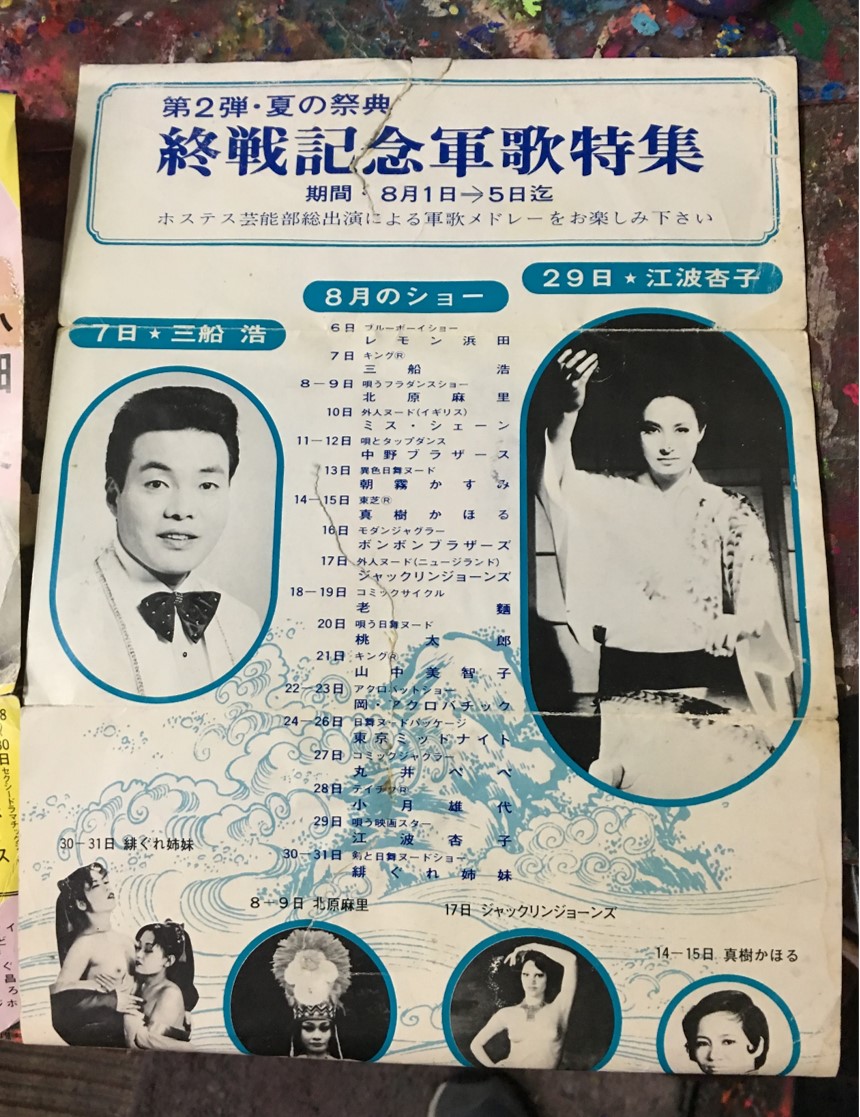 第2弾・夏の祭典
終戦記念軍歌特集
期間・8月1日→5日迄
ホステス芸能部総出演による軍歌メドレーをお楽しみ下さい
29日★江波杏子
8月のショー
7日★三船 浩
6日 ブルーボーイショー
レモン浜田
7日 キングⓇ
三船浩
8−9日 唄うフラダンスショー
北原麻里
10日 外人ヌード(イギリス)
ミス・シェーン
11−12日 唄とタップダンス
中野ブラザース
13日 異色日舞ヌード
朝霧かすみ
14−15日 東芝Ⓡ
真樹かほる
16日 モダンジャグラー
ボンボンブラザーズ
17日 外人ヌード(ニュージランド)
ジャックリンジョーンズ
18−19日 コミックサイクル
老麺
20日 唄う日舞ヌード
桃太郎
21日 キングⓇ
山中美智子
22−23日 アクロバットショー
岡・アクロバチック
24−26日 日舞ヌードパッケージ
東京ミッドナイト
27日 コミックジャグラー
丸井ペペ
28日 テイチクⓇ
小月雄代
29日 唄う映画スター
江波杏子
30−31日 剣と日舞ヌードショー
緋ぐれ姉妹
30−31日 緋ぐれ姉妹
8−9日 北原麻里
17日 ジャックリンジョーンズ
14−15日 真樹かほる